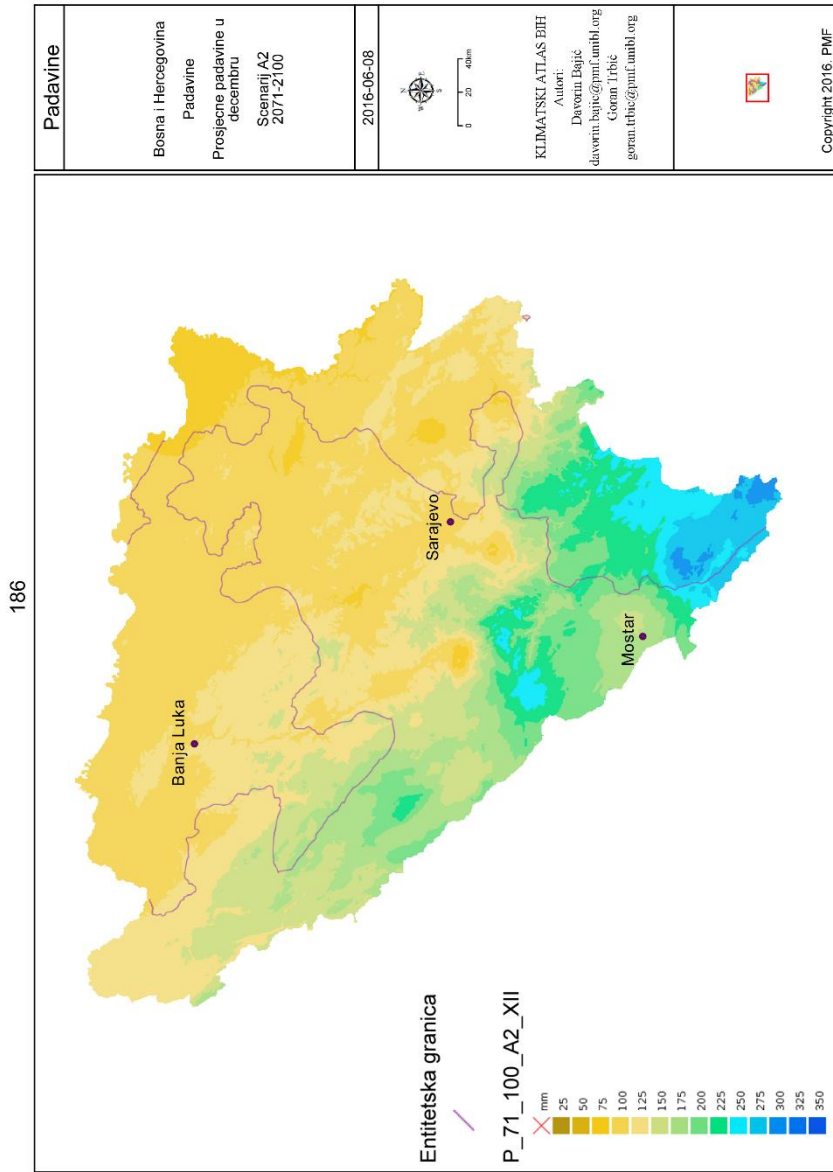 186
Padavine
Bosna i Hercegovina
Padavine
Prosjecne padavine u
decembru
Scenarij A2
2071-2100
2016-06-08
N
W
E
S
0 20 40km
KLIMATSKI ATLAS BIH
Autori:
Davorin Bajić
davorin.bajic@pmf.unibl.org
Goran Trbić
goran.trbic@pmf.unibl.org
Copyright 2016. PMF
Banja Luka
Sarajevo
Mostar
Entitetska granica
P_71_100_A2_XII
mm
25
50
75
100
125
150
175
200
225
250
275
300
325
350